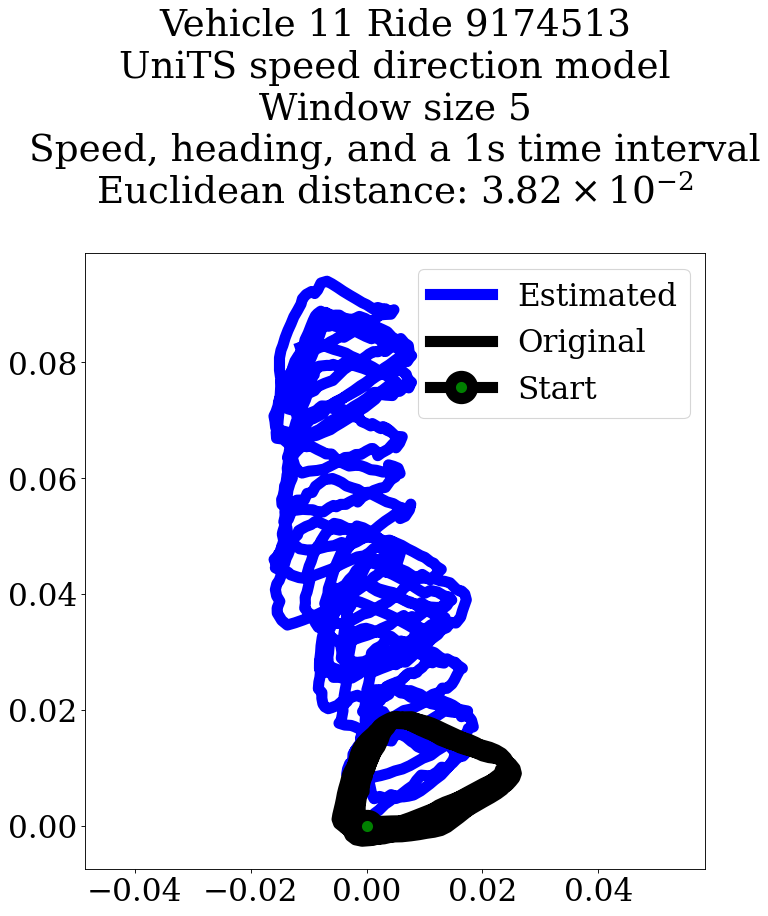 Vehicle 11 Ride 9174513
UniTS speed direction model
Window size 5
Speed, heading, and a 1s time interval
Euclidean distance: 3.82 × 10⁻²
Estimated
Original
Start
0.08
0.06
0.04
0.02
0.00
−0.04 −0.02 0.00 0.02 0.04